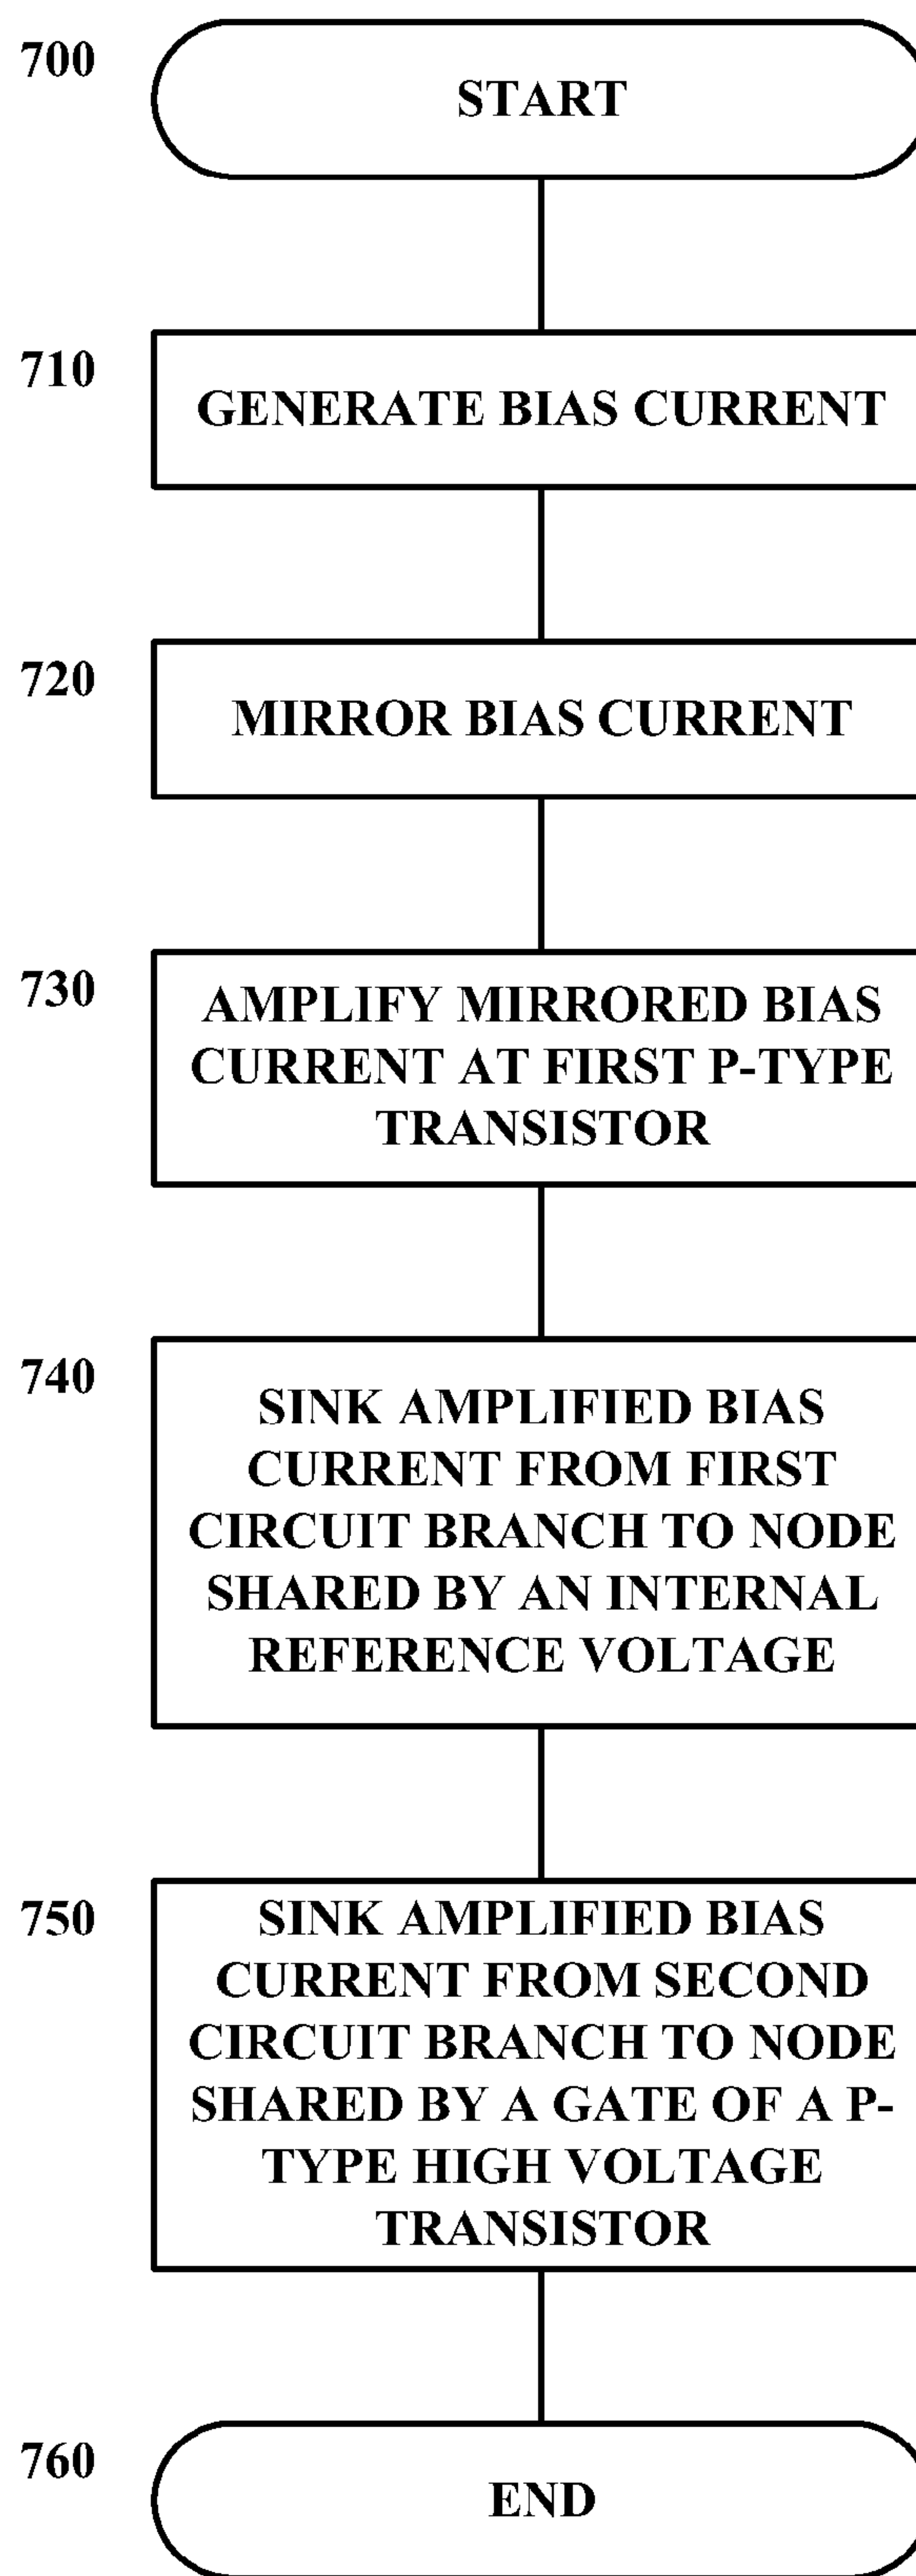 700
START
710
GENERATE BIAS CURRENT
720
MIRROR BIAS CURRENT
730
AMPLIFY MIRRORED BIAS
CURRENT AT FIRST P-TYPE
TRANSISTOR
740
SINK AMPLIFIED BIAS
CURRENT FROM FIRST
CIRCUIT BRANCH TO NODE
SHARED BY AN INTERNAL
REFERENCE VOLTAGE
750
SINK AMPLIFIED BIAS
CURRENT FROM SECOND
CIRCUIT BRANCH TO NODE
SHARED BY A GATE OF A P-
TYPE HIGH VOLTAGE
TRANSISTOR
760
END